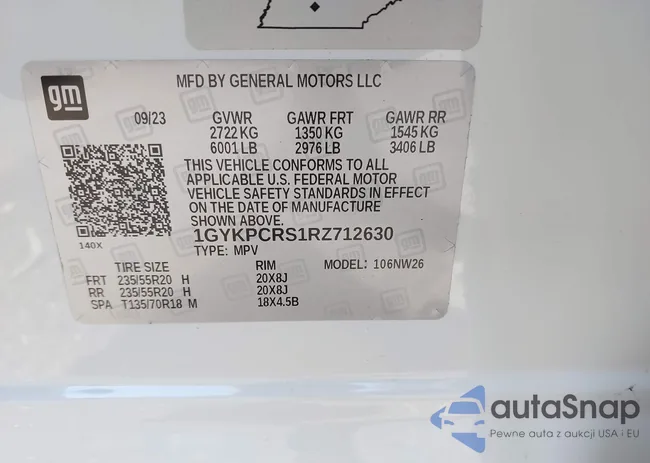 gm
MFD BY GENERAL MOTORS LLC
09/23 GVWR GAWR FRT GAWR RR
2722 KG 1350 KG 1545 KG
6001 LB 2976 LB 3406 LB
THIS VEHICLE CONFORMS TO ALL
APPLICABLE U.S. FEDERAL MOTOR
VEHICLE SAFETY STANDARDS IN EFFECT
ON THE DATE OF MANUFACTURE
SHOWN ABOVE.
140X
1GYKPCRS1RZ712630
TYPE: MPV
TIRE SIZE RIM MODEL: 106NW26
FRT 235/55R20 H 20X8J
RR 235/55R20 H 20X8J
SPA T135/70R18 M 18X4.5B
autaSnap
Pewne auta z aukcji USA i EU